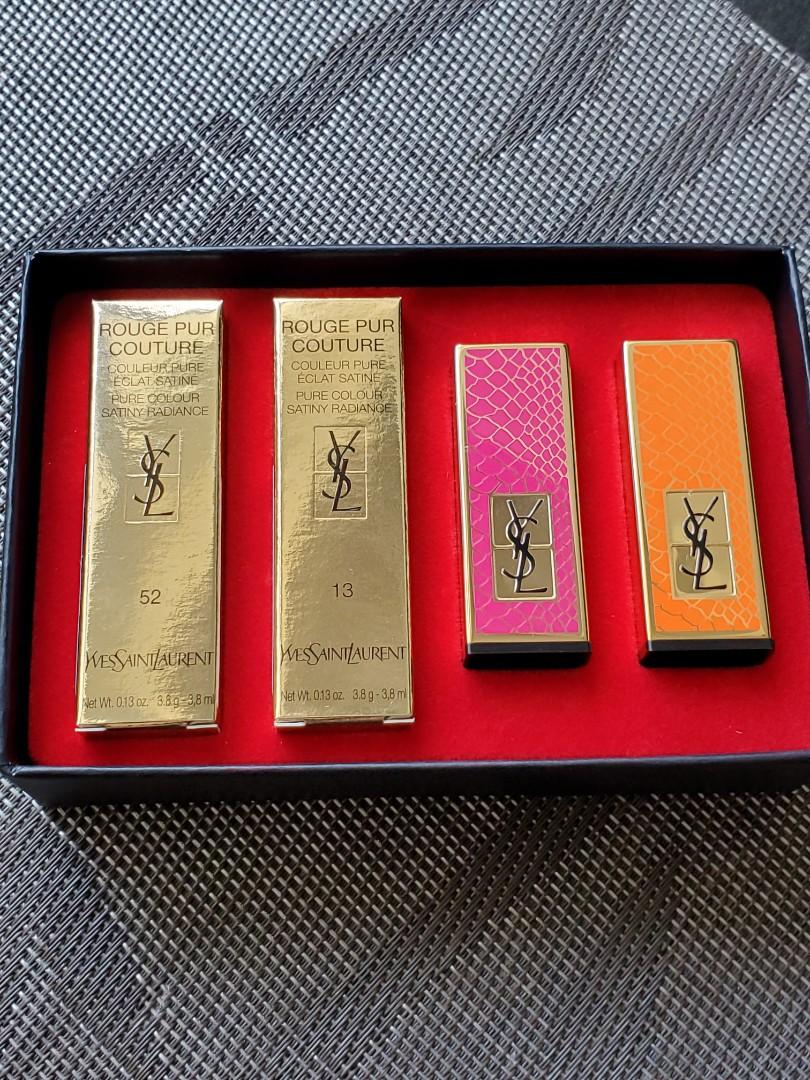 ROUGE PUR
COUTURE
COULEUR PURE
ÉCLAT SATINÉ
PURE COLOUR
SATINY RADIANCE
YSL
52
YVESSAINTLAURENT
Net Wt. 0.13 oz. 3.8 g - 3,8 ml
ROUGE PUR
COUTURE
COULEUR PURE
ÉCLAT SATINÉ
PURE COLOUR
SATINY RADIANCE
YSL
13
YVESSAINTLAURENT
Net Wt. 0.13 oz. 3.8 g - 3,8 ml
YSL
YSL